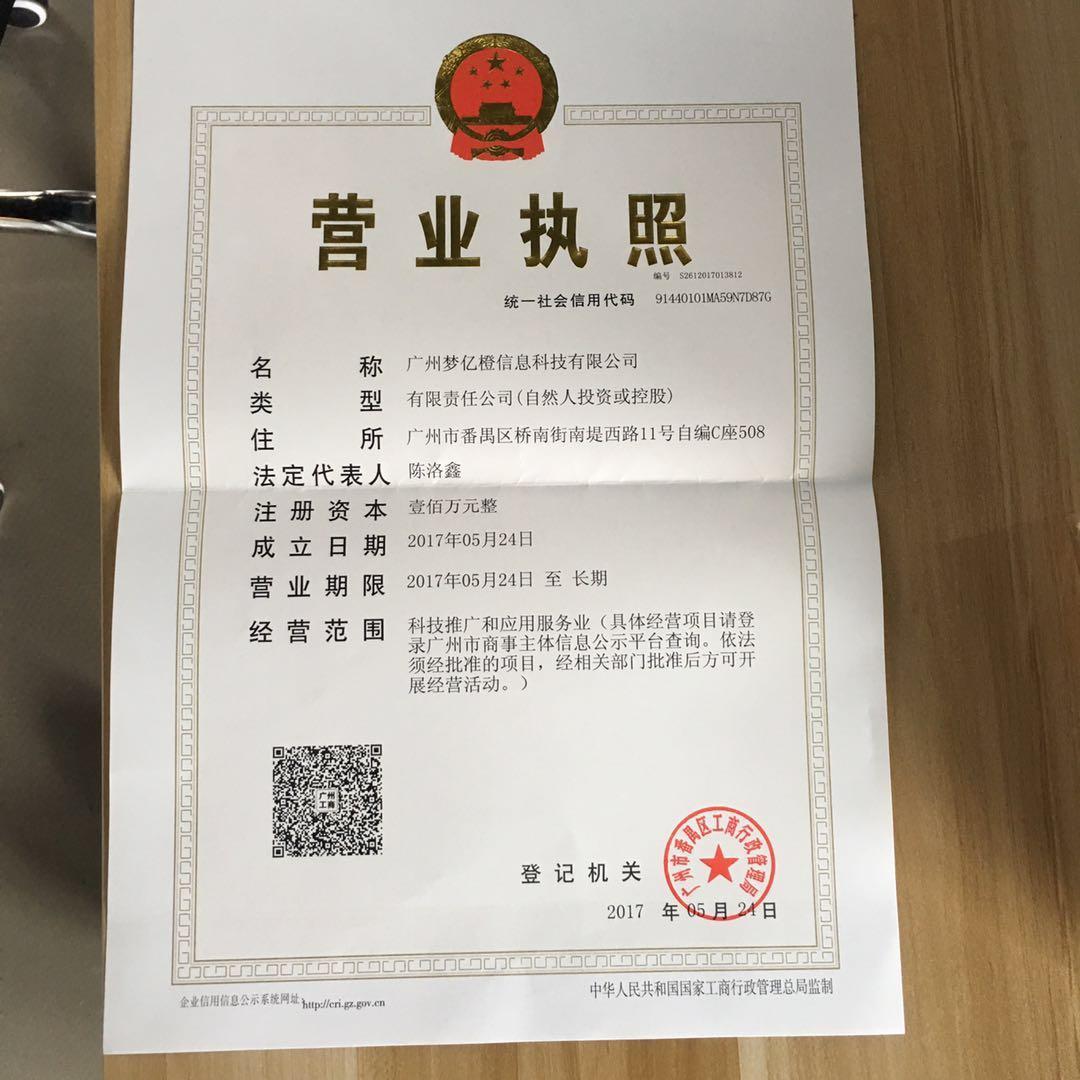 营业执照
编号 S2612017013812
统一社会信用代码 91440101MA59N7D87G
名称 广州梦亿橙信息科技有限公司
类型 有限责任公司(自然人投资或控股)
住所 广州市番禺区桥南街南堤西路11号自编C座508
法定代表人 陈洛鑫
注册资本 壹佰万元整
成立日期 2017年05月24日
营业期限 2017年05月24日 至 长期
经营范围 科技推广和应用服务业（具体经营项目请登
录广州市商事主体信息公示平台查询。依法
须经批准的项目，经相关部门批准后方可开
展经营活动。）
广州
工商
登记机关
广州市番禺区工商行政管理局
2017 年 05 月 24 日
企业信用信息公示系统网址：http://cri.gz.gov.cn
中华人民共和国国家工商行政管理总局监制